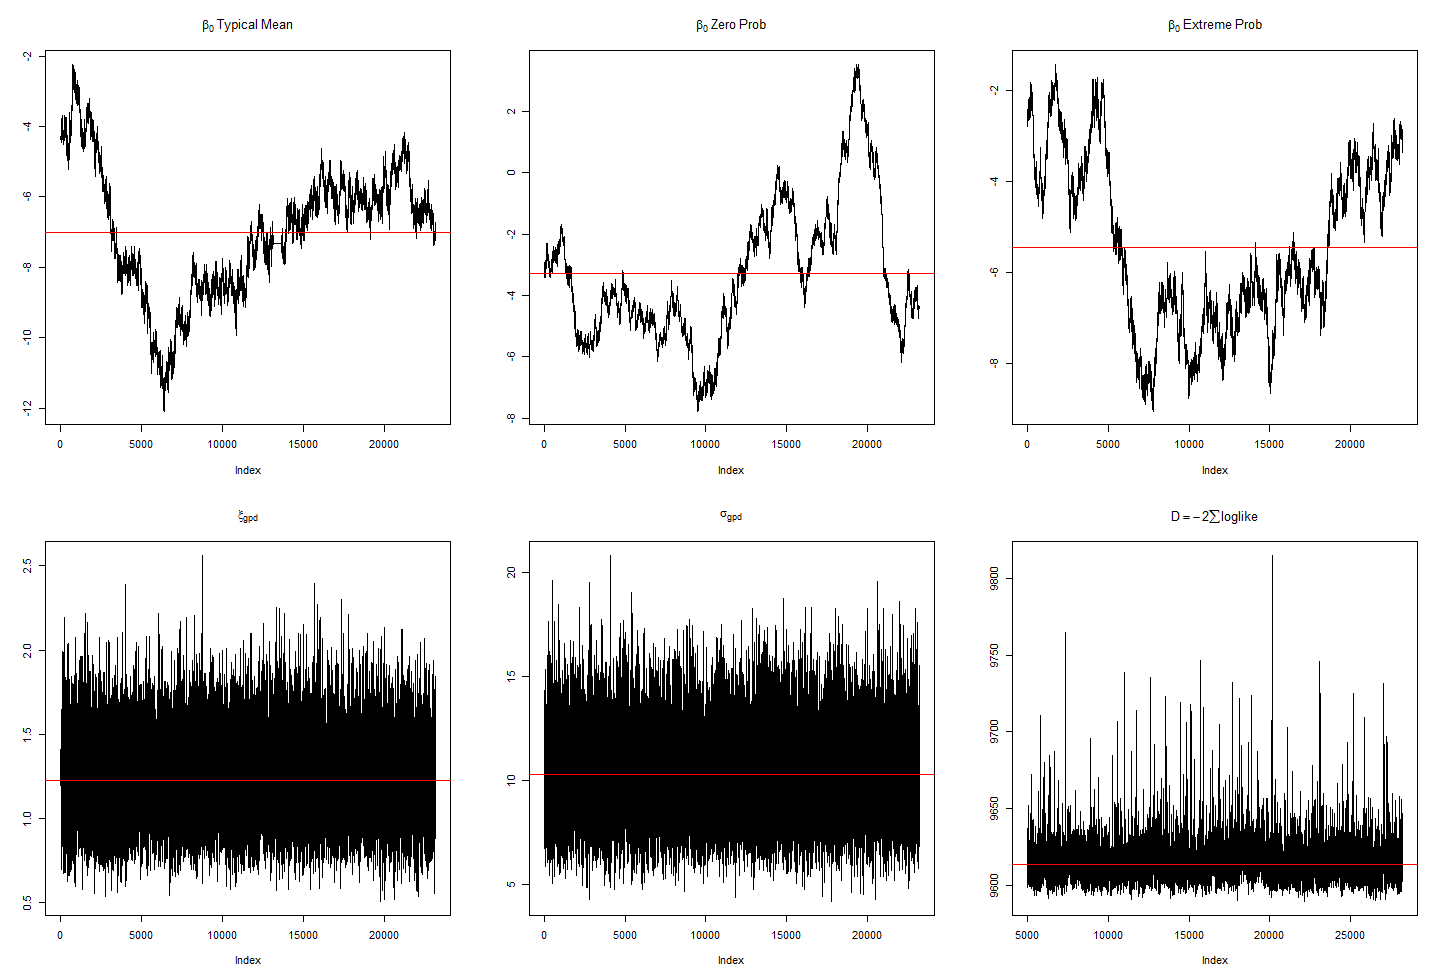 β0 Typical Mean
-2
-4
-6
-8
-10
-12
0 5000 10000 15000 20000
Index
β0 Zero Prob
2
0
-2
-4
-6
-8
0 5000 10000 15000 20000
Index
β0 Extreme Prob
-2
-4
-6
-8
0 5000 10000 15000 20000
Index
ξgpd
2.5
2.0
1.5
1.0
0.5
0 5000 10000 15000 20000
Index
σgpd
20
15
10
5
0 5000 10000 15000 20000
Index
D = −2∑loglike
9800
9750
9700
9650
9600
5000 10000 15000 20000 25000
Index